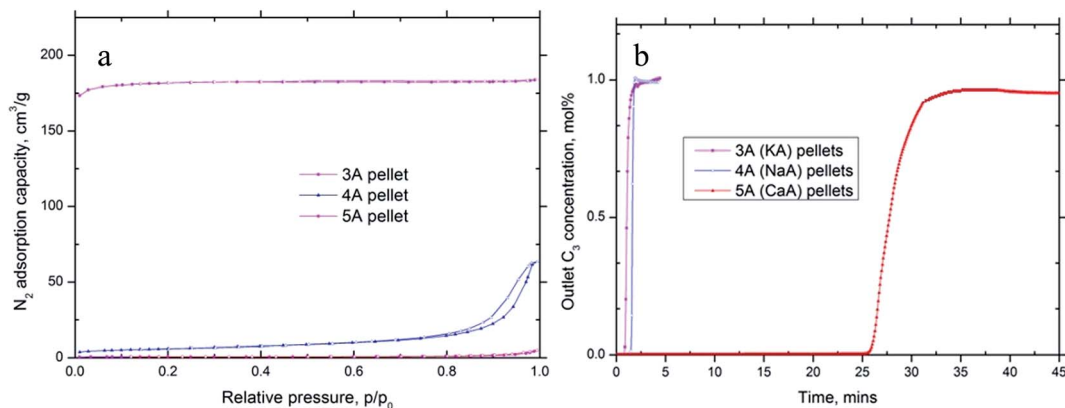 a
N₂ adsorption capacity, cm³/g
200
150
100
50
0
3A pellet
4A pellet
5A pellet
0.0 0.2 0.4 0.6 0.8 1.0
Relative pressure, p/p₀
b
Outlet C₃ concentration, mol%
1.0
0.5
0.0
3A (KA) pellets
4A (NaA) pellets
5A (CaA) pellets
0 5 10 15 20 25 30 35 40 45
Time, mins